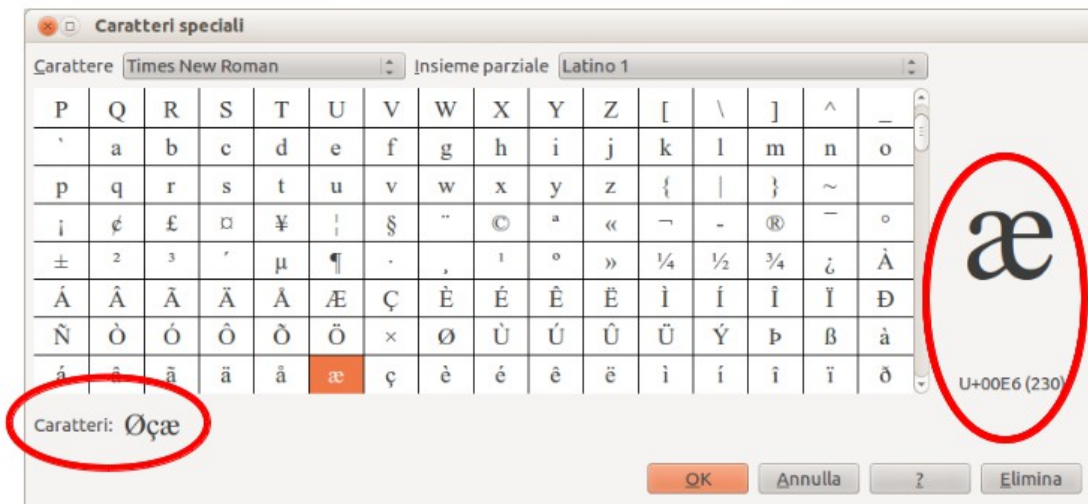 Caratteri speciali
Carattere Times New Roman Insieme parziale Latino 1
P Q R S T U V W X Y Z [ \ ] ^ _
` a b c d e f g h i j k l m n o
p q r s t u v w x y z { | } ~
¡ ¢ £ ¤ ¥ ¦ § ¨ © ª « ¬ - ® ¯ °
± ² ³ ´ µ ¶ · ¸ ¹ º » ¼ ½ ¾ ¿ À
Á Â Ã Ä Å Æ Ç È É Ê Ë Ì Í Î Ï Ð
Ñ Ò Ó Ô Õ Ö × Ø Ù Ú Û Ü Ý Þ ß à
á â ã ä å æ ç è é ê ë ì í î ï ð
æ
U+00E6 (230)
Caratteri: Øçæ
OK Annulla ? Elimina